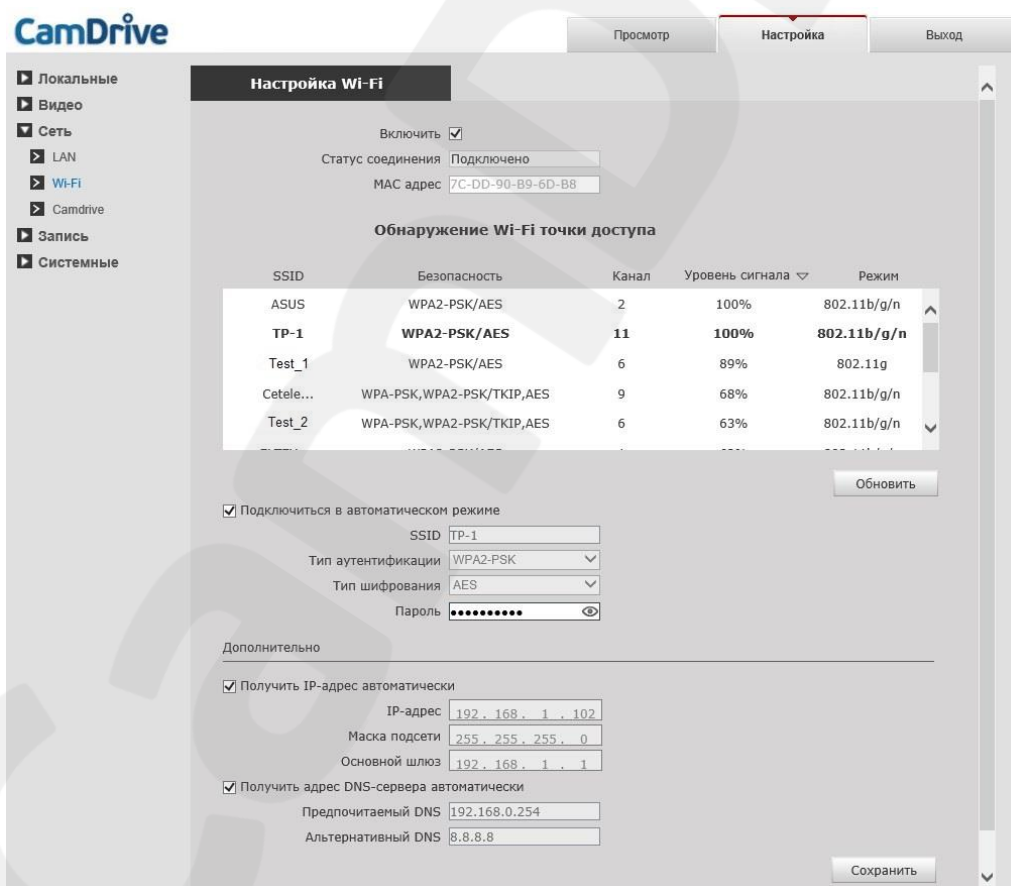 CamDrive
Просмотр
Настройка
Выход
Локальные
Видео
Сеть
LAN
Wi-Fi
Camdrive
Запись
Системные
Настройка Wi-Fi
Включить
Статус соединения Подключено
MAC адрес 7C-DD-90-B9-6D-B8
Обнаружение Wi-Fi точки доступа
SSID Безопасность Канал Уровень сигнала Режим
ASUS WPA2-PSK/AES 2 100% 802.11b/g/n
TP-1 WPA2-PSK/AES 11 100% 802.11b/g/n
Test_1 WPA2-PSK/AES 6 89% 802.11g
Cetele... WPA-PSK,WPA2-PSK/TKIP,AES 9 68% 802.11b/g/n
Test_2 WPA-PSK,WPA2-PSK/TKIP,AES 6 63% 802.11b/g/n
Обновить
Подключиться в автоматическом режиме
SSID TP-1
Тип аутентификации WPA2-PSK
Тип шифрования AES
Пароль ●●●●●●●●●●
Дополнительно
Получить IP-адрес автоматически
IP-адрес 192 . 168 . 1 . 102
Маска подсети 255 . 255 . 255 . 0
Основной шлюз 192 . 168 . 1 . 1
Получить адрес DNS-сервера автоматически
Предпочитаемый DNS 192.168.0.254
Альтернативный DNS 8.8.8.8
Сохранить